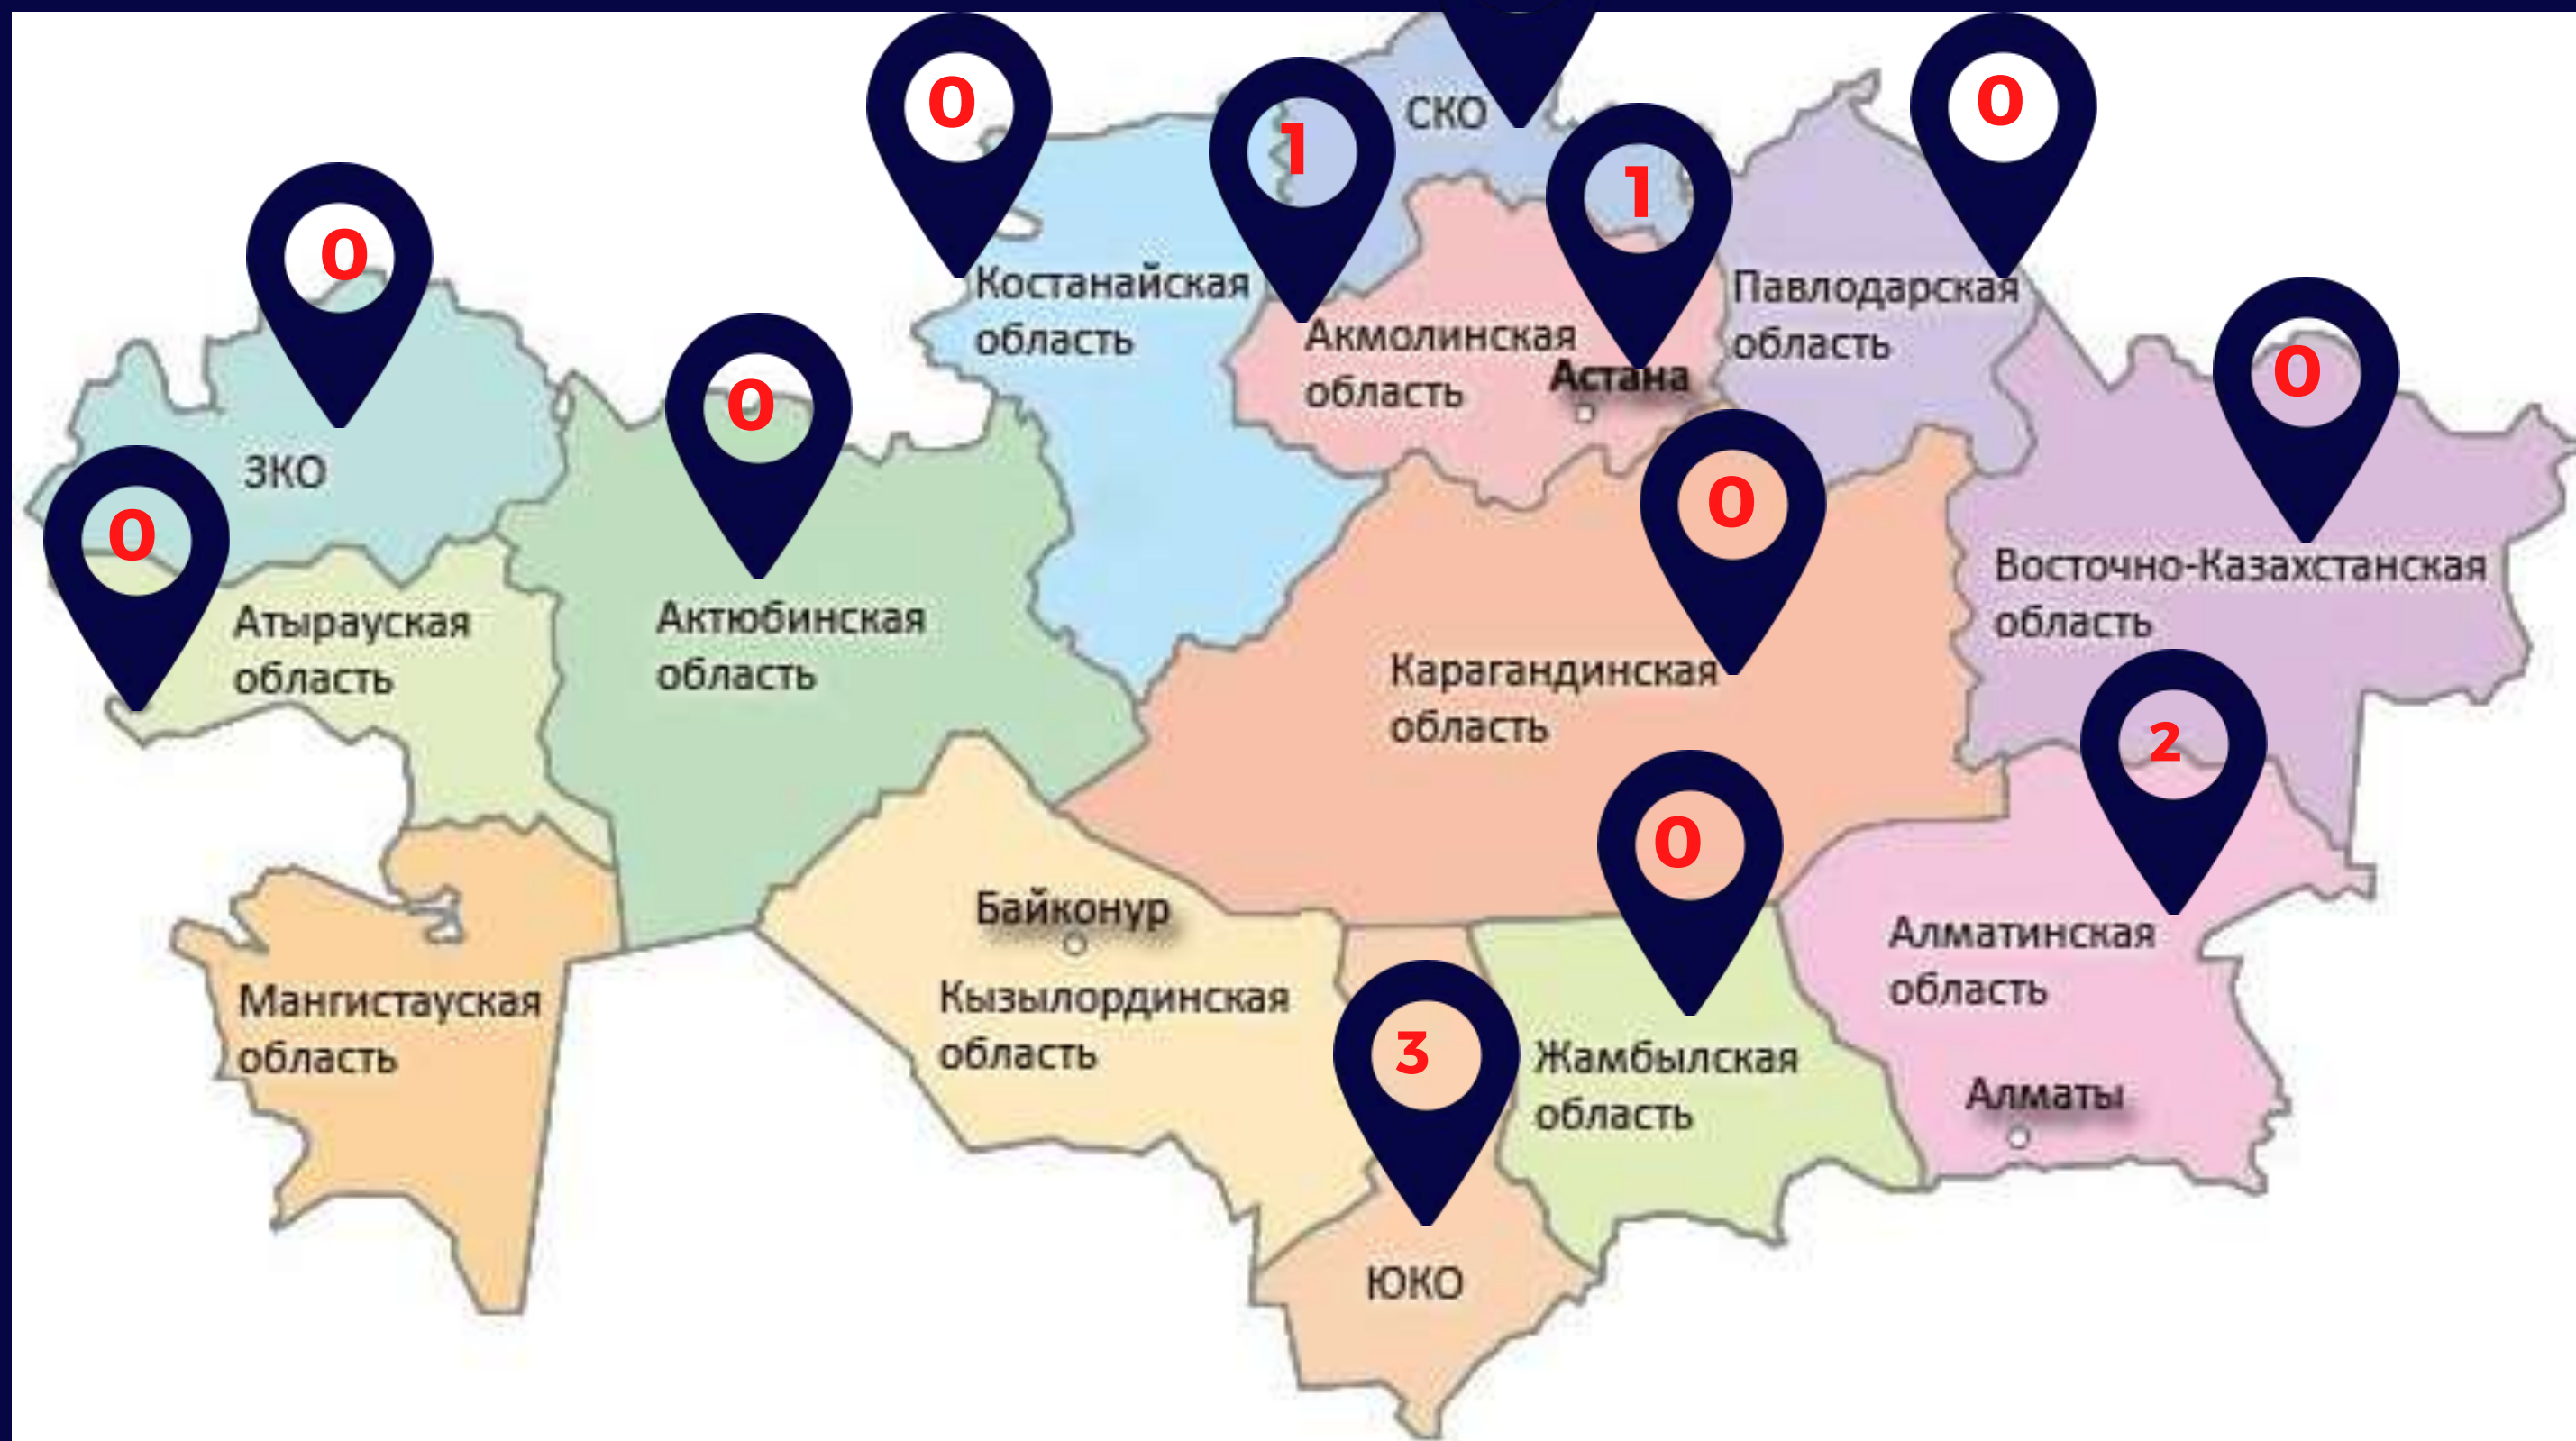 0
0
1
СКО
1
0
0
0
Костанайская
область
Акмолинская
область
Астана
Павлодарская
область
0
ЗКО
0
0
Атырауская
область
Актюбинская
область
Карагандинская
область
Восточно-Казахстанская
область
2
0
Байконур
Кызылординская
область
Мангистауская
область
3
Жамбылская
область
Алматинская
область
Алматы
ЮКО